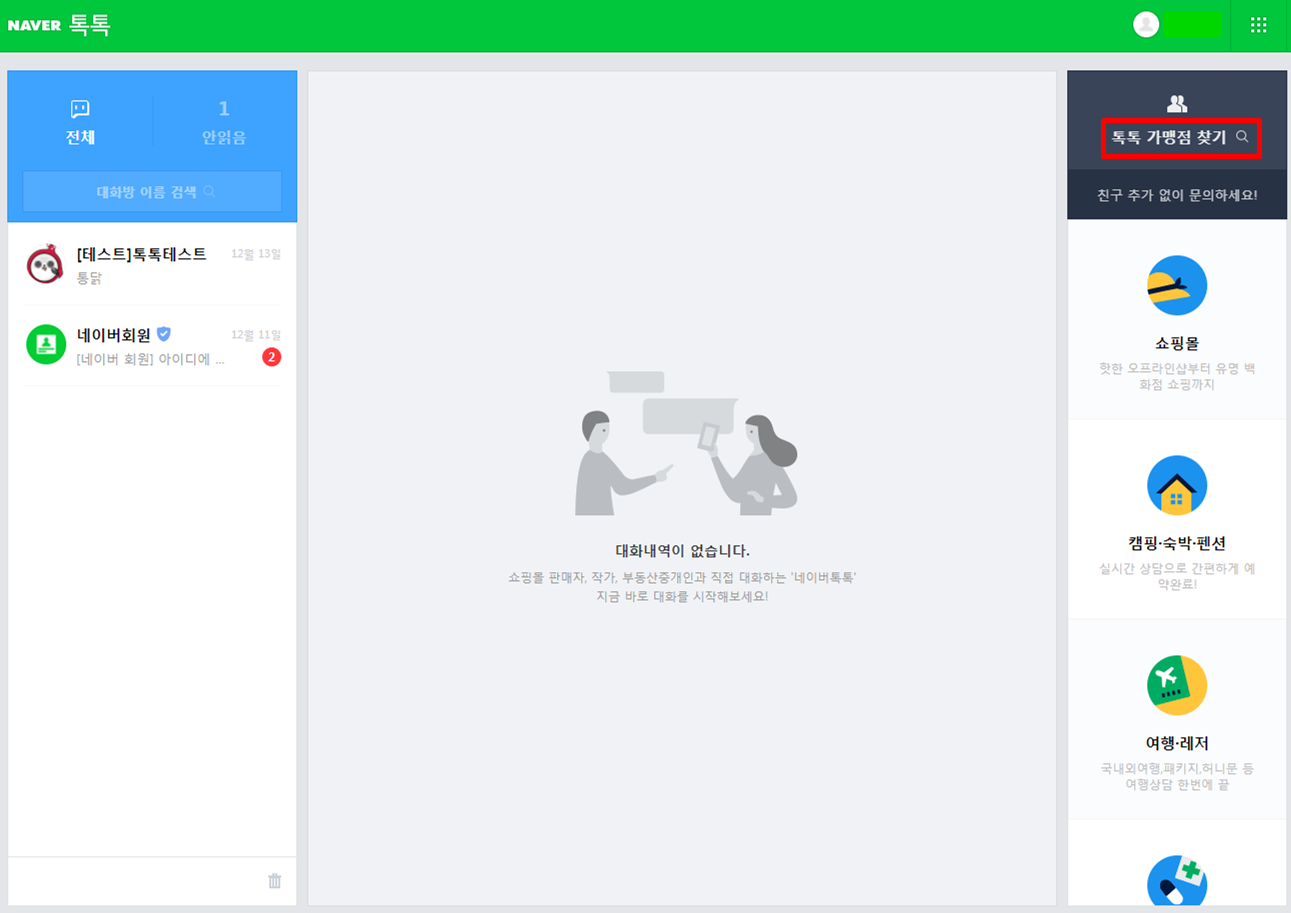 NAVER 톡톡
전체
1
안읽음
대화방 이름 검색
[테스트]톡톡테스트
12월 13일
통닭
네이버회원
12월 11일
[네이버 회원] 아이디에 ...
2
대화내역이 없습니다.
쇼핑몰 판매자, 작가, 부동산중개인과 직접 대화하는 '네이버톡톡'
지금 바로 대화를 시작해보세요!
톡톡 가맹점 찾기
친구 추가 없이 문의하세요!
쇼핑몰
핫한 오프라인샵부터 유명 백
화점 쇼핑까지
캠핑·숙박·펜션
실시간 상담으로 간편하게 예
약완료!
여행·레저
국내외여행,패키지,허니문 등
여행상담 한번에 끝